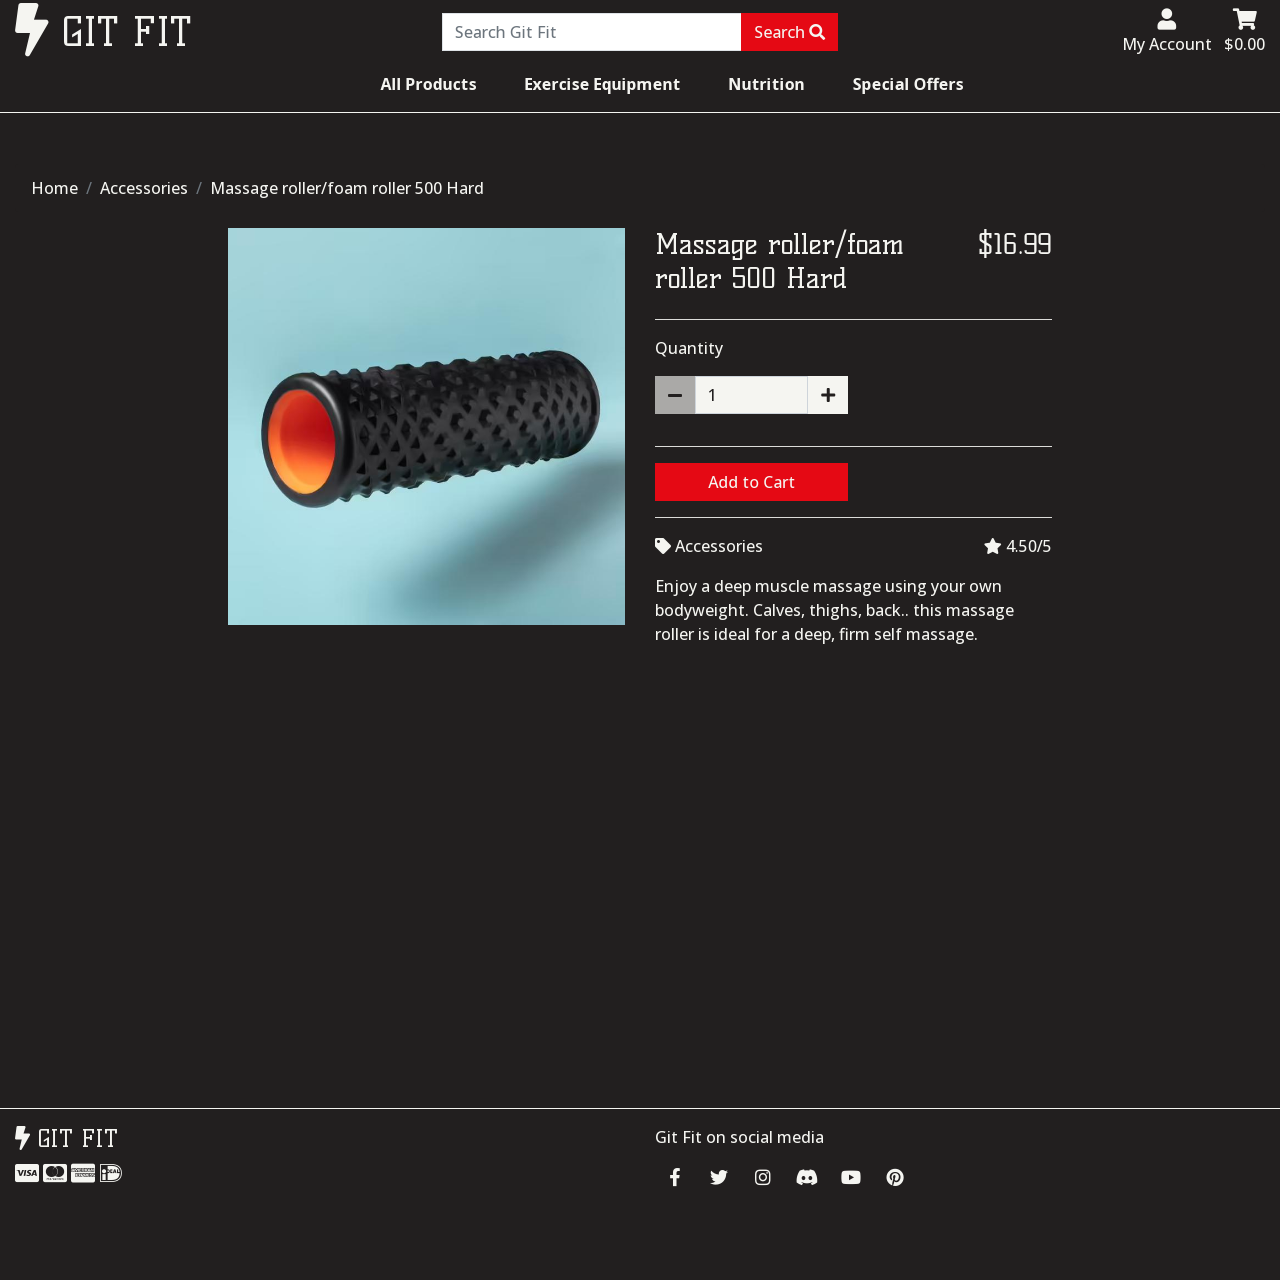 GIT FIT
Search Git Fit
Search
My Account
$0.00
All Products
Exercise Equipment
Nutrition
Special Offers
Home / Accessories / Massage roller/foam roller 500 Hard
Massage roller/foam
roller 500 Hard
$16.99
Quantity
1
Add to Cart
Accessories
4.50/5
Enjoy a deep muscle massage using your own
bodyweight. Calves, thighs, back.. this massage
roller is ideal for a deep, firm self massage.
GIT FIT
VISA
iDEAL
Git Fit on social media